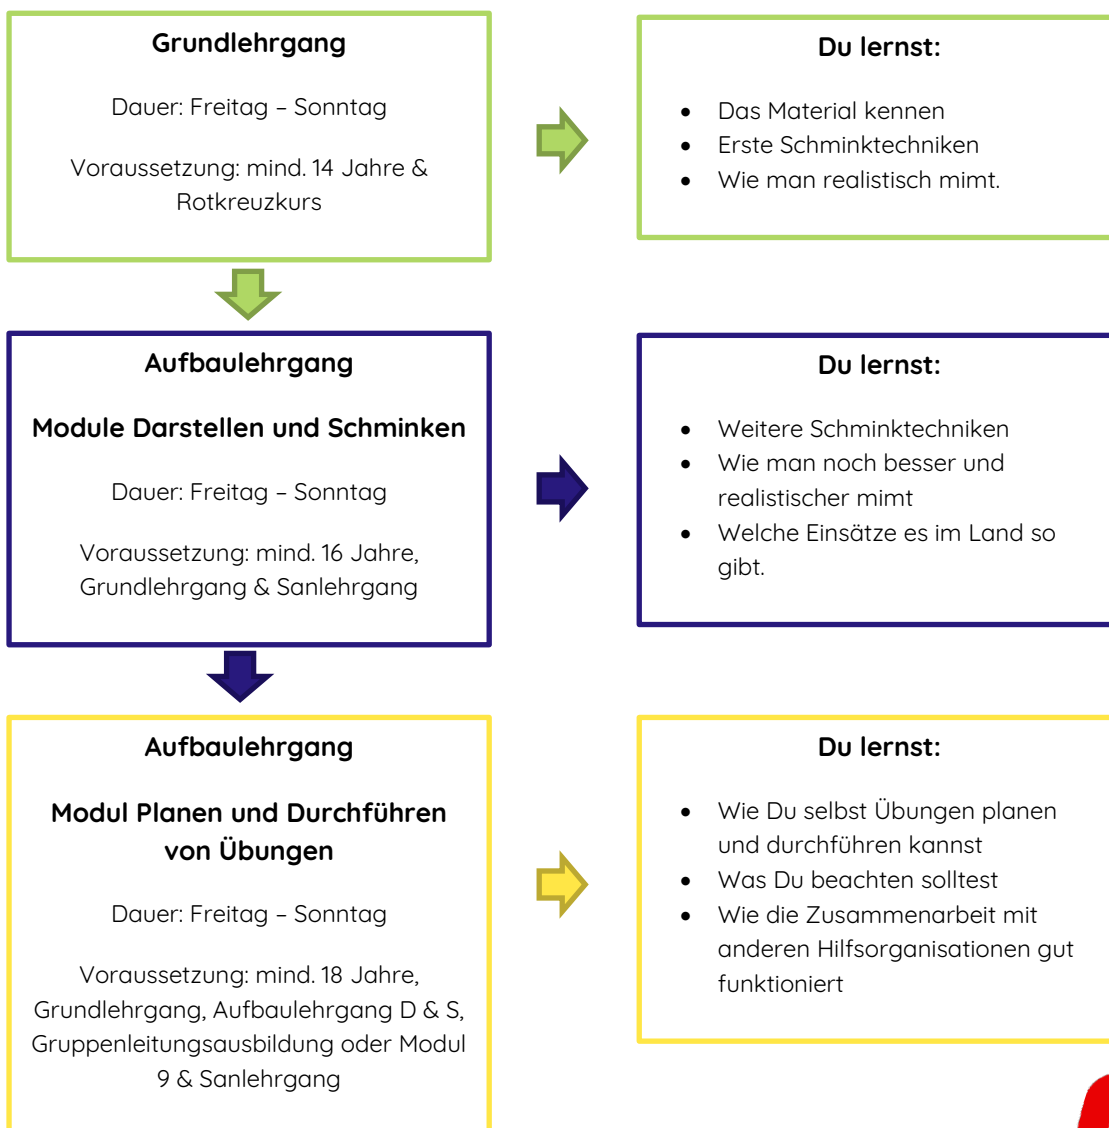 Grundlehrgang
Dauer: Freitag – Sonntag
Voraussetzung: mind. 14 Jahre &
Rotkreuzkurs
Du lernst:
• Das Material kennen
• Erste Schminktechniken
• Wie man realistisch mimt.
Aufbaulehrgang
Module Darstellen und Schminken
Dauer: Freitag – Sonntag
Voraussetzung: mind. 16 Jahre,
Grundlehrgang & Sanlehrgang
Du lernst:
• Weitere Schminktechniken
• Wie man noch besser und
realistischer mimt
• Welche Einsätze es im Land so
gibt.
Aufbaulehrgang
Modul Planen und Durchführen
von Übungen
Dauer: Freitag – Sonntag
Voraussetzung: mind. 18 Jahre,
Grundlehrgang, Aufbaulehrgang D & S,
Gruppenleitungsausbildung oder Modul
9 & Sanlehrgang
Du lernst:
• Wie Du selbst Übungen planen
und durchführen kannst
• Was Du beachten solltest
• Wie die Zusammenarbeit mit
anderen Hilfsorganisationen gut
funktioniert